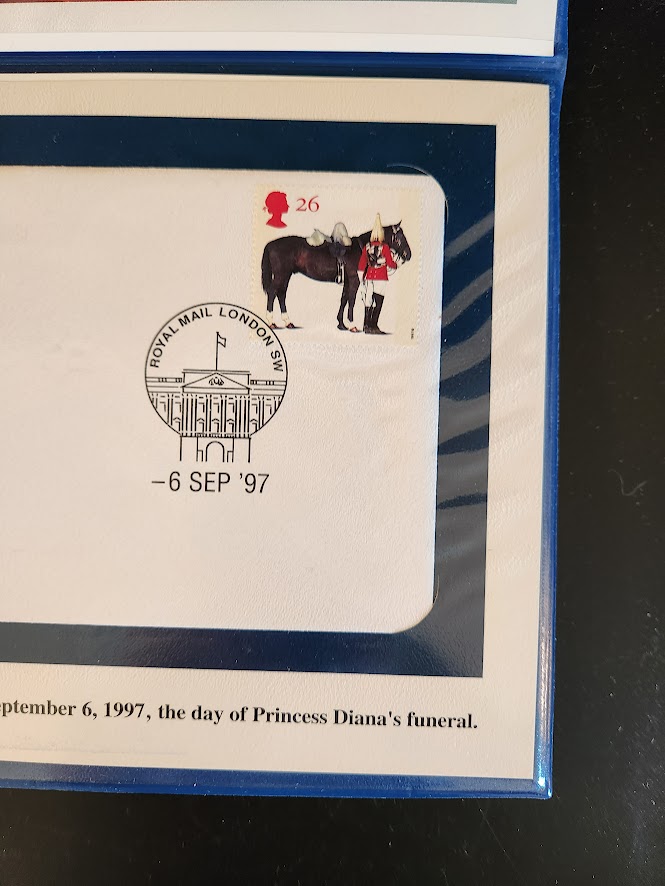 26
ROYAL MAIL LONDON SW
–6 SEP '97
eptember 6, 1997, the day of Princess Diana's funeral.